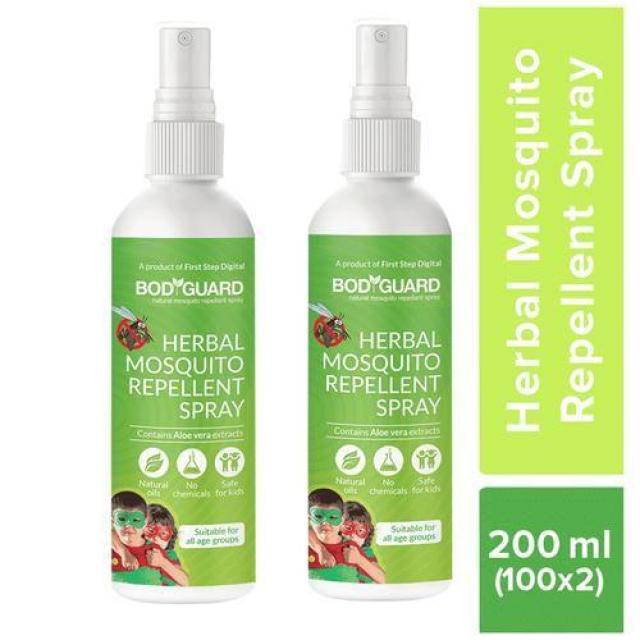 A product of First Step Digital
BODYGUARD
natural mosquito repellent spray
HERBAL
MOSQUITO
REPELLENT
SPRAY
Contains Aloe vera extracts
Natural oils
No chemicals
Safe for kids
Suitable for
all age groups
A product of First Step Digital
BODYGUARD
natural mosquito repellent spray
HERBAL
MOSQUITO
REPELLENT
SPRAY
Contains Aloe vera extracts
Natural oils
No chemicals
Safe for kids
Suitable for
all age groups
Herbal Mosquito
Repellent Spray
200 ml
(100x2)